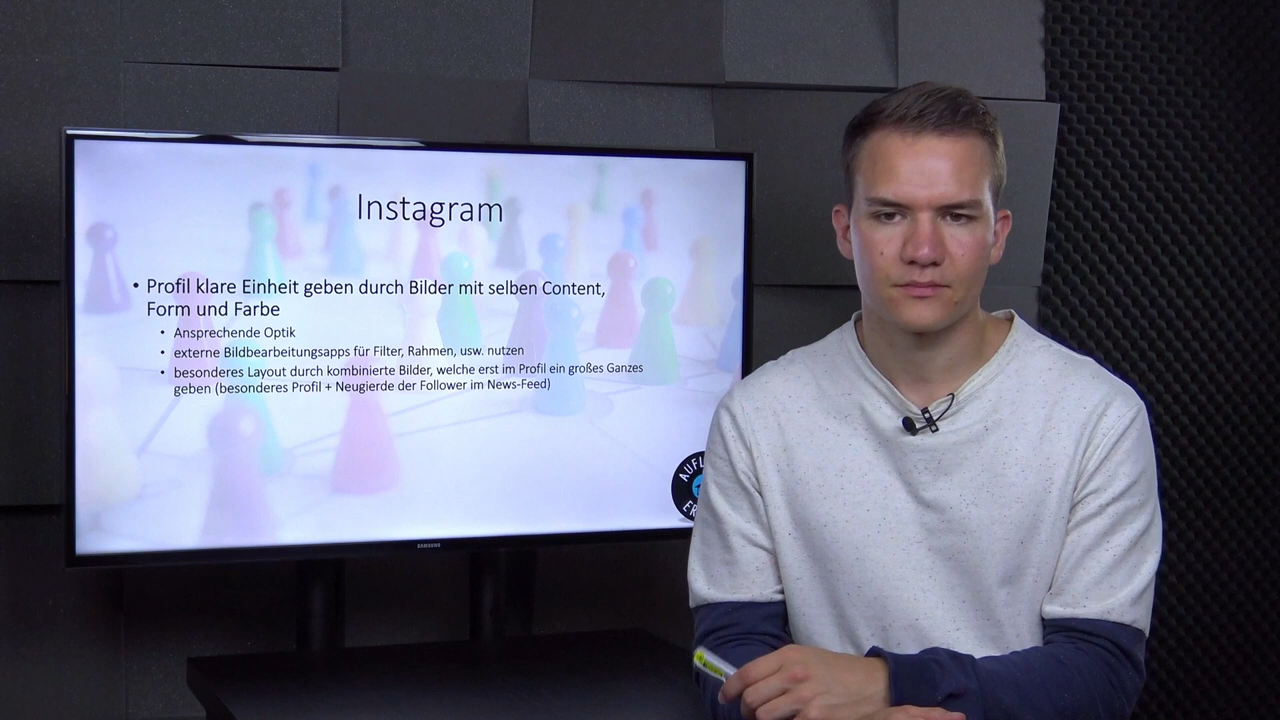 Instagram
• Profil klare Einheit geben durch Bilder mit selben Content,
Form und Farbe
• Ansprechende Optik
• externe Bildbearbeitungsapps für Filter, Rahmen, usw. nutzen
• besonderes Layout durch kombinierte Bilder, welche erst im Profil ein großes Ganzes
geben (besonderes Profil + Neugierde der Follower im News-Feed)
SAMSUNG